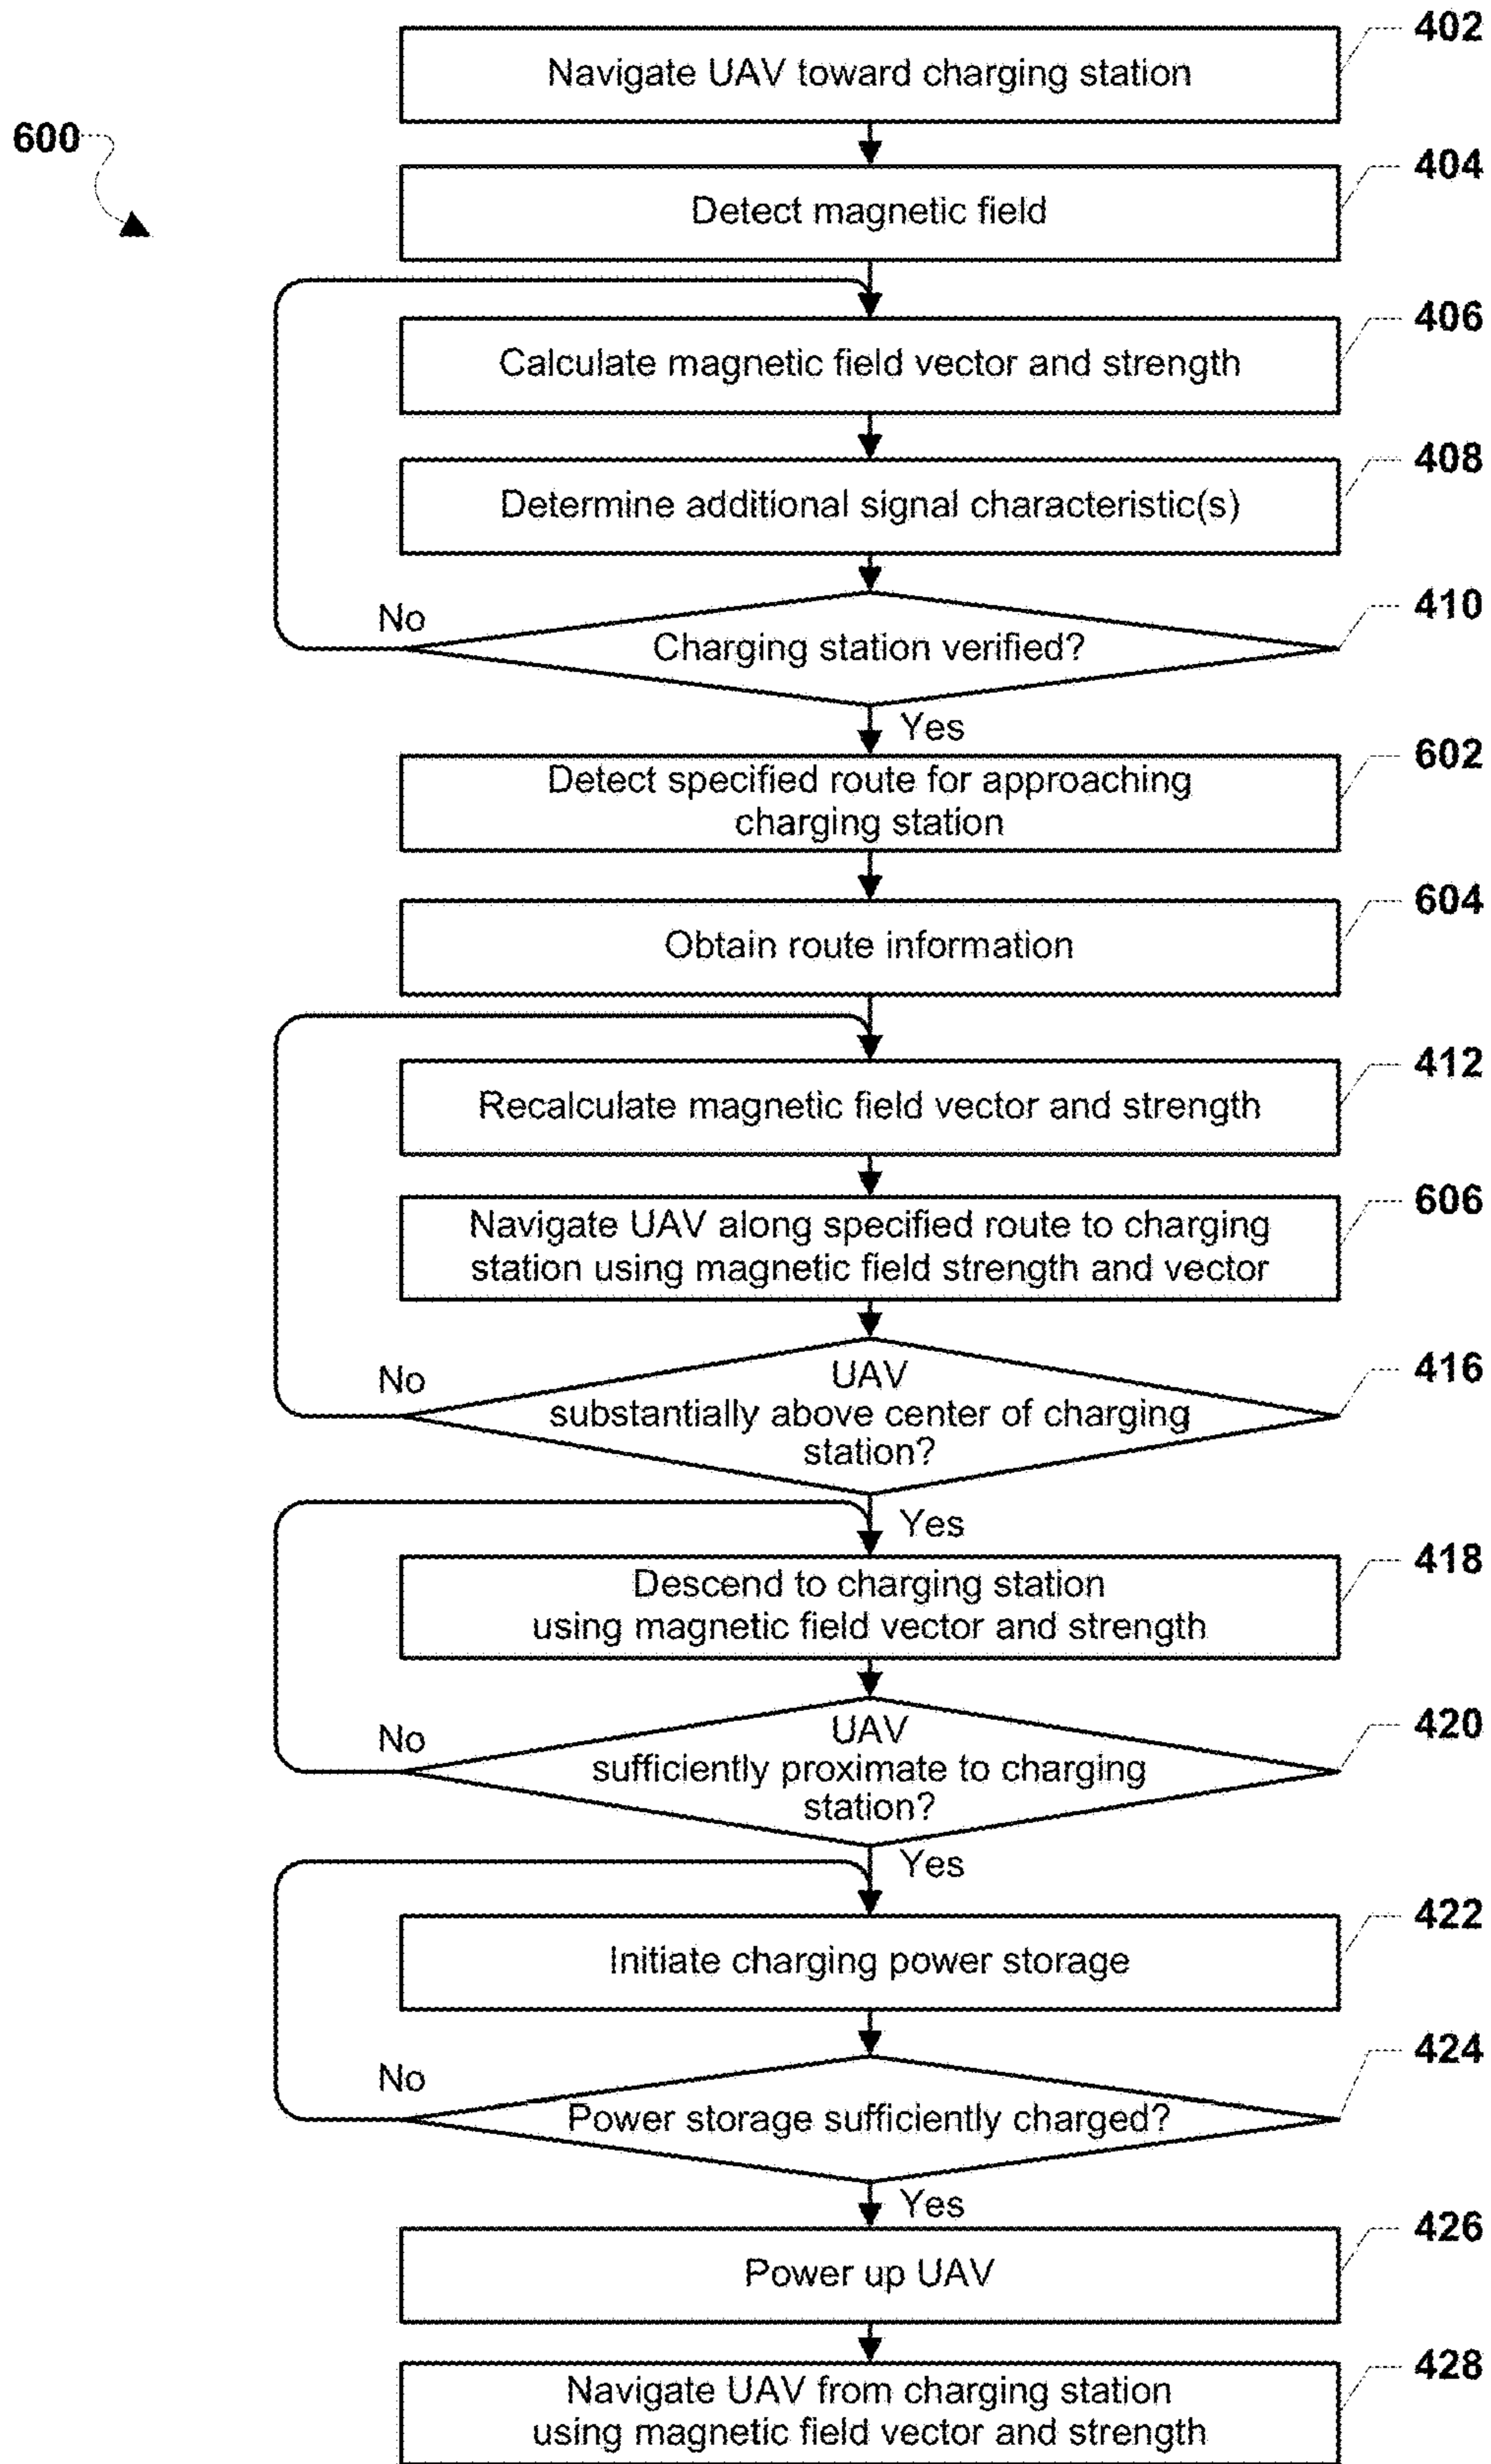 402
Navigate UAV toward charging station
600
404
Detect magnetic field
406
Calculate magnetic field vector and strength
408
Determine additional signal characteristic(s)
410
No
Charging station verified?
Yes
602
Detect specified route for approaching
charging station
604
Obtain route information
412
Recalculate magnetic field vector and strength
606
Navigate UAV along specified route to charging
station using magnetic field strength and vector
416
No
UAV
substantially above center of charging
station?
Yes
418
Descend to charging station
using magnetic field vector and strength
420
No
UAV
sufficiently proximate to charging
station?
Yes
422
Initiate charging power storage
424
No
Power storage sufficiently charged?
Yes
426
Power up UAV
428
Navigate UAV from charging station
using magnetic field vector and strength